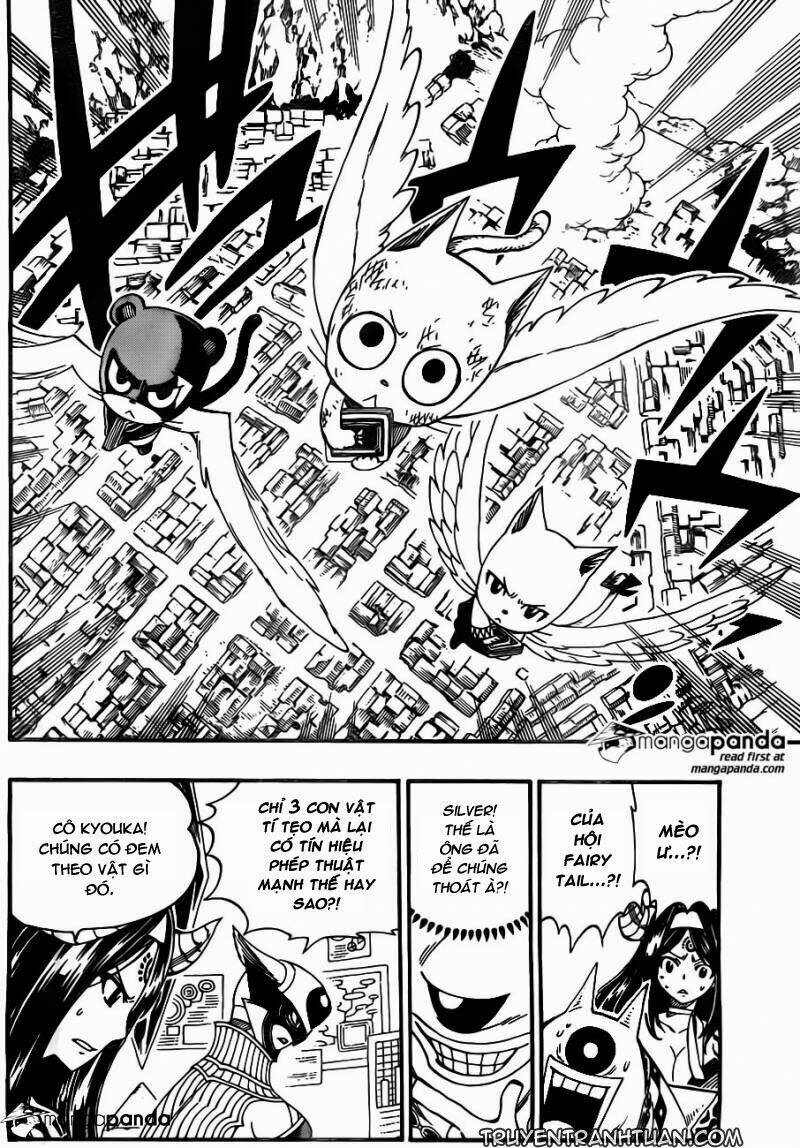 mangapanda
read first at
mangapanda.com
MÈO
Ư...?!
CỦA
HỘI
FAIRY
TAIL...?!
SILVER!
THẾ LÀ
ÔNG ĐÃ
ĐỂ CHÚNG
THOÁT À?!
CHỈ 3 CON VẬT
TÍ TẸO MÀ LẠI
CÓ TÍN HIỆU
PHÉP THUẬT
MẠNH THẾ HAY
SAO?!
CÔ KYOUKA!
CHÚNG CÓ ĐEM
THEO VẬT GÌ
ĐÓ.
mangapanda
TRUYENTRANHTUAN.COM